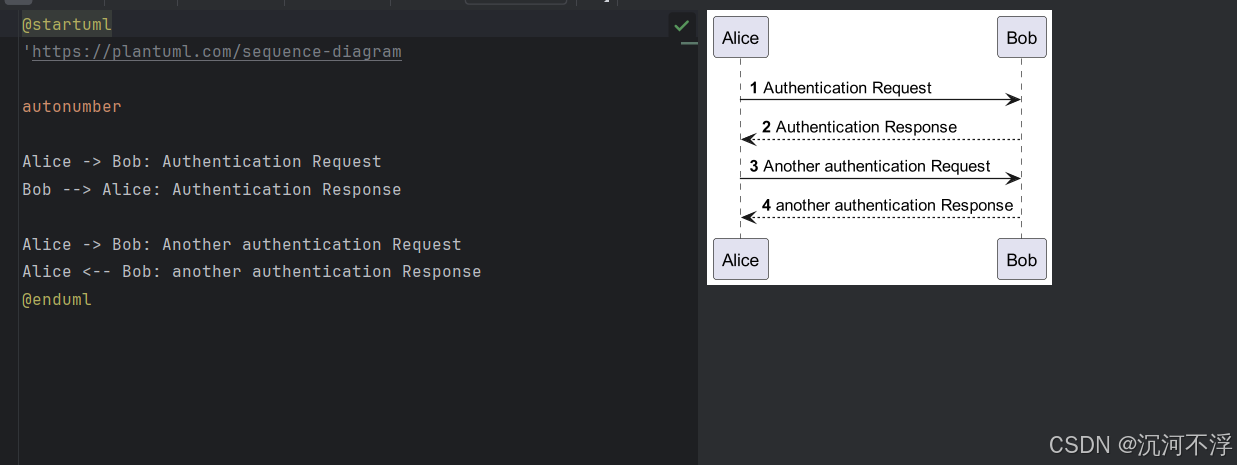 @startuml
'https://plantuml.com/sequence-diagram
autonumber
Alice -> Bob: Authentication Request
Bob --> Alice: Authentication Response
Alice -> Bob: Another authentication Request
Alice <-- Bob: another authentication Response
@enduml
Alice Bob
1 Authentication Request
2 Authentication Response
3 Another authentication Request
4 another authentication Response
Alice Bob
CSDN @沉河不浮